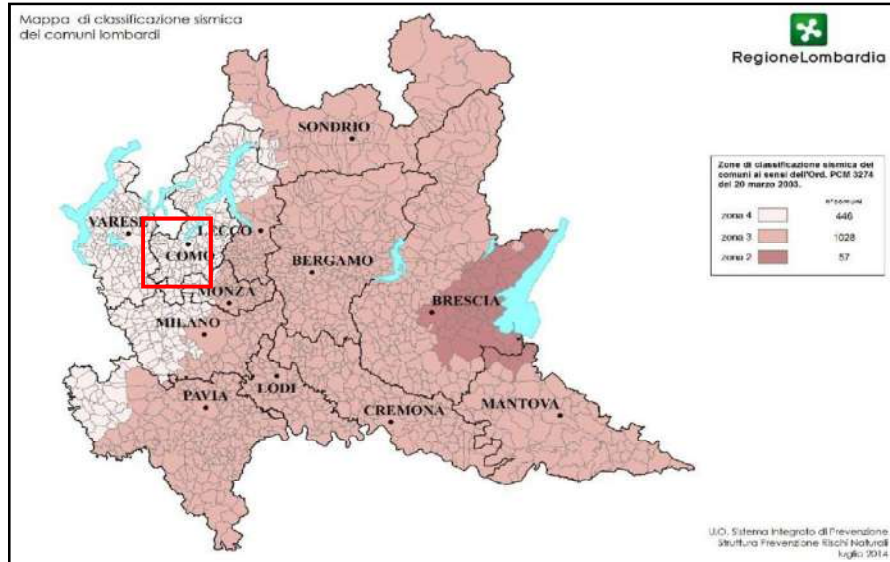 Mappa di classificazione sismica
dei comuni lombardi
RegioneLombardia
SONDRIO
Zone di classificazione sismica dei
comuni ai sensi dell'Ord. PCM 3274
del 20 marzo 2003.
n°comuni
zona 4 446
zona 3 1028
zona 2 57
VARESE
LECCO
COMO
BERGAMO
MONZA
BRESCIA
MILANO
PAVIA
LODI
CREMONA
MANTOVA
U.O. Sistema Integrato di Prevenzione
Struttura Prevenzione Rischi Naturali
luglio 2014